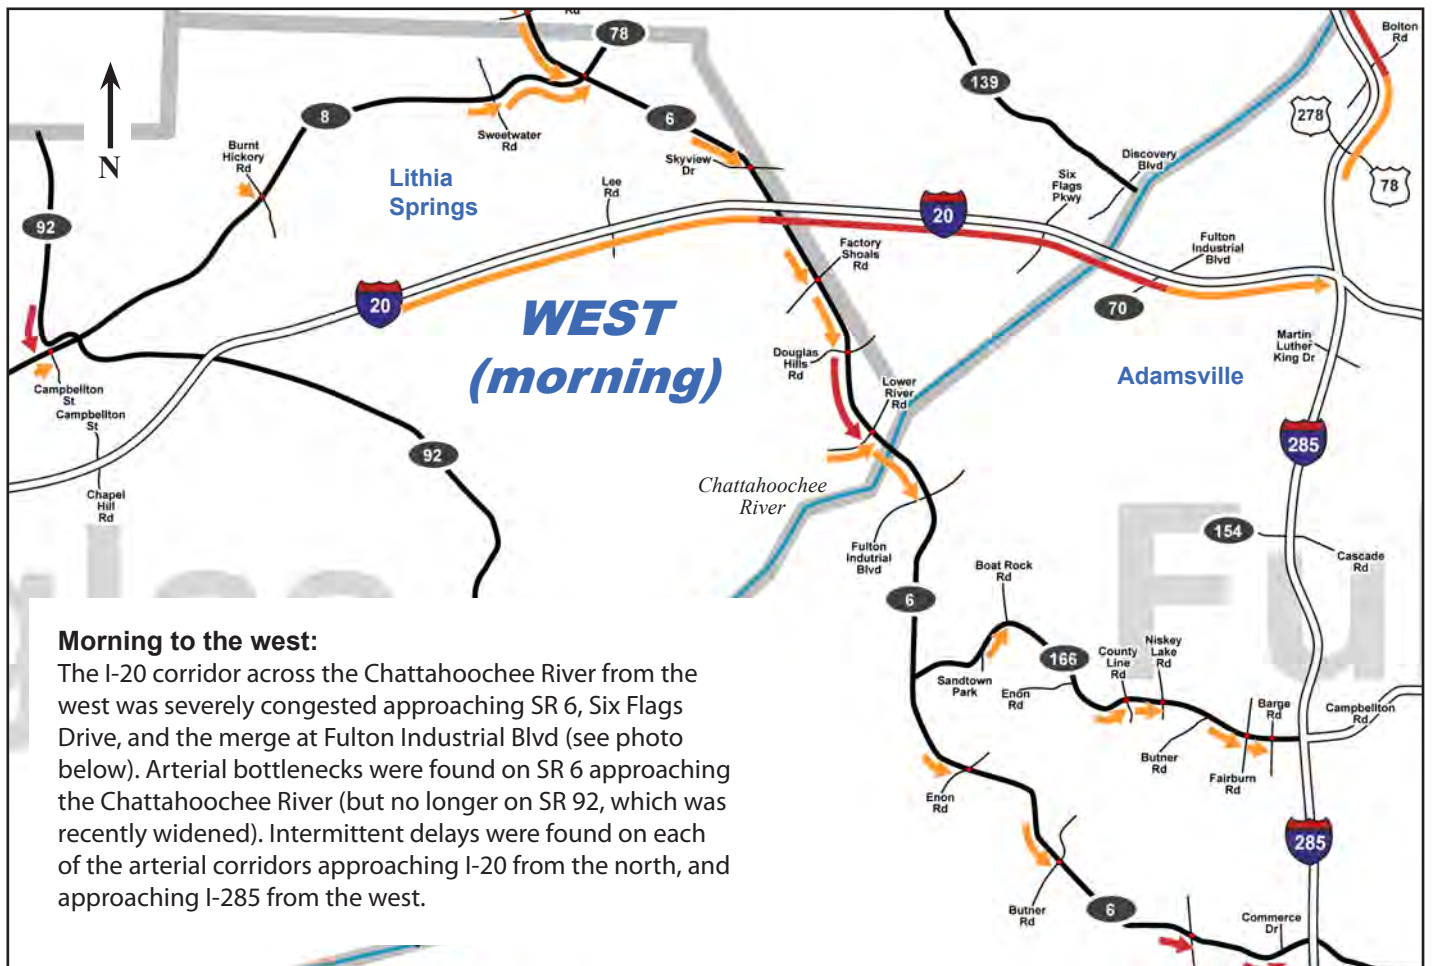 Rd
78
Bolton
Rd
139
278
8
6
Sweetwater
Rd
Burnt
Hickory
Rd
Skyview
Dr
Discovery
Blvd
N
Lithia
Springs
Lee
Rd
Six
Flags
Pkwy
78
92
20
Factory
Shoals
Rd
Fulton
Industrial
Blvd
20
70
WEST
(morning)
Douglas
Hills
Rd
Martin
Luther
King Dr
Campbellton
St
Campbellton
St
Lower
River
Rd
Adamsville
92
285
Chapel
Hill
Rd
Chattahoochee
River
154
Fulton
Indutrial
Blvd
Cascade
Rd
Boat Rock
Rd
6
Fu
166
County
Line
Rd
Niskey
Lake
Rd
Sandtown
Park
Enon
Rd
Barge
Rd
Campbellton
Rd
Butner
Rd
Fairburn
Rd
Enon
Rd
285
Butner
Rd
6
Commerce
Dr
Morning to the west:
The I-20 corridor across the Chattahoochee River from the
west was severely congested approaching SR 6, Six Flags
Drive, and the merge at Fulton Industrial Blvd (see photo
below). Arterial bottlenecks were found on SR 6 approaching
the Chattahoochee River (but no longer on SR 92, which was
recently widened). Intermittent delays were found on each
of the arterial corridors approaching I-20 from the north, and
approaching I-285 from the west.